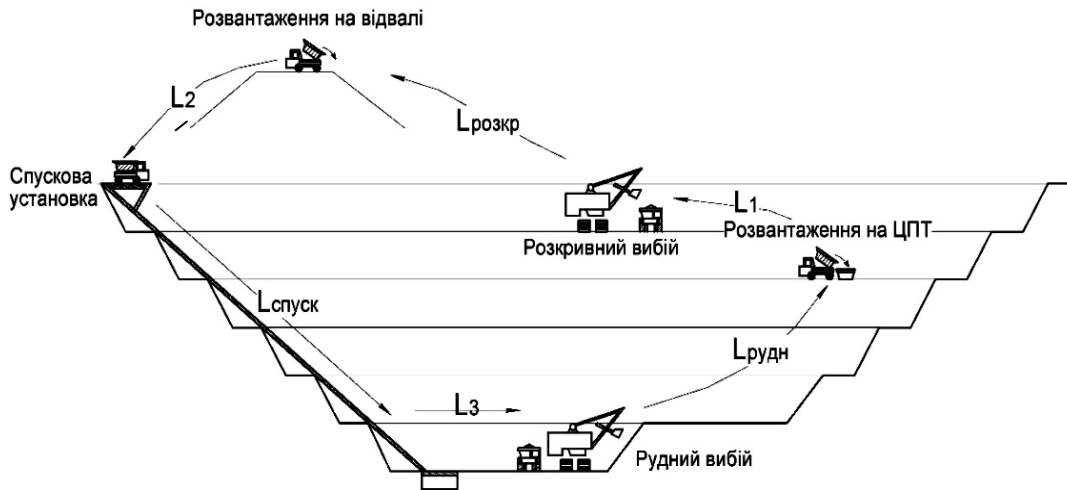 Розвантаження на відвалі
L2
Lрозкр
Спускова
установка
L1
Розвантаження на ЦПТ
Розкривний вибій
Lспуск
Lрудн
L3
Рудний вибій